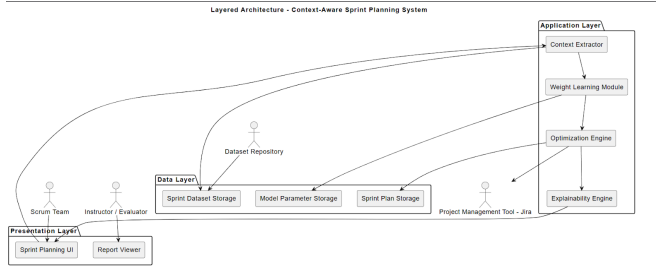 Layered Architecture - Context-Aware Sprint Planning System
Application Layer
Context Extractor
Weight Learning Module
Dataset Repository
Optimization Engine
Data Layer
Sprint Dataset Storage
Model Parameter Storage
Sprint Plan Storage
Explainability Engine
Scrum Team
Instructor / Evaluator
Project Management Tool - Jira
Presentation Layer
Sprint Planning UI
Report Viewer